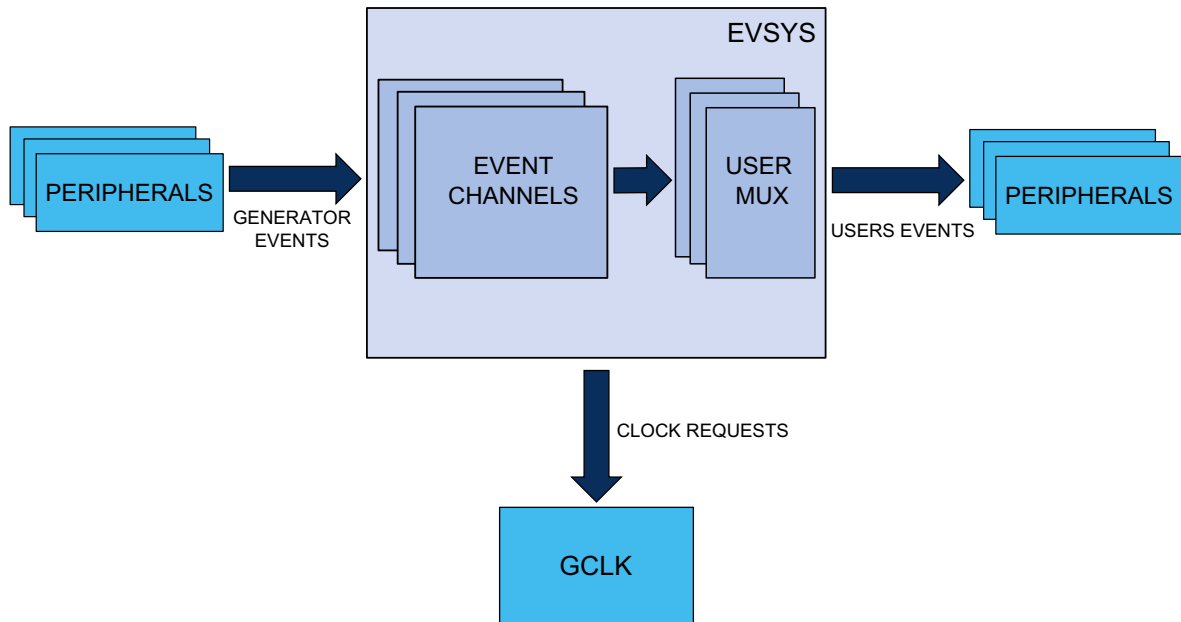 EVSYS
PERIPHERALS
GENERATOR
EVENTS
EVENT
CHANNELS
USER
MUX
USERS EVENTS
PERIPHERALS
CLOCK REQUESTS
GCLK